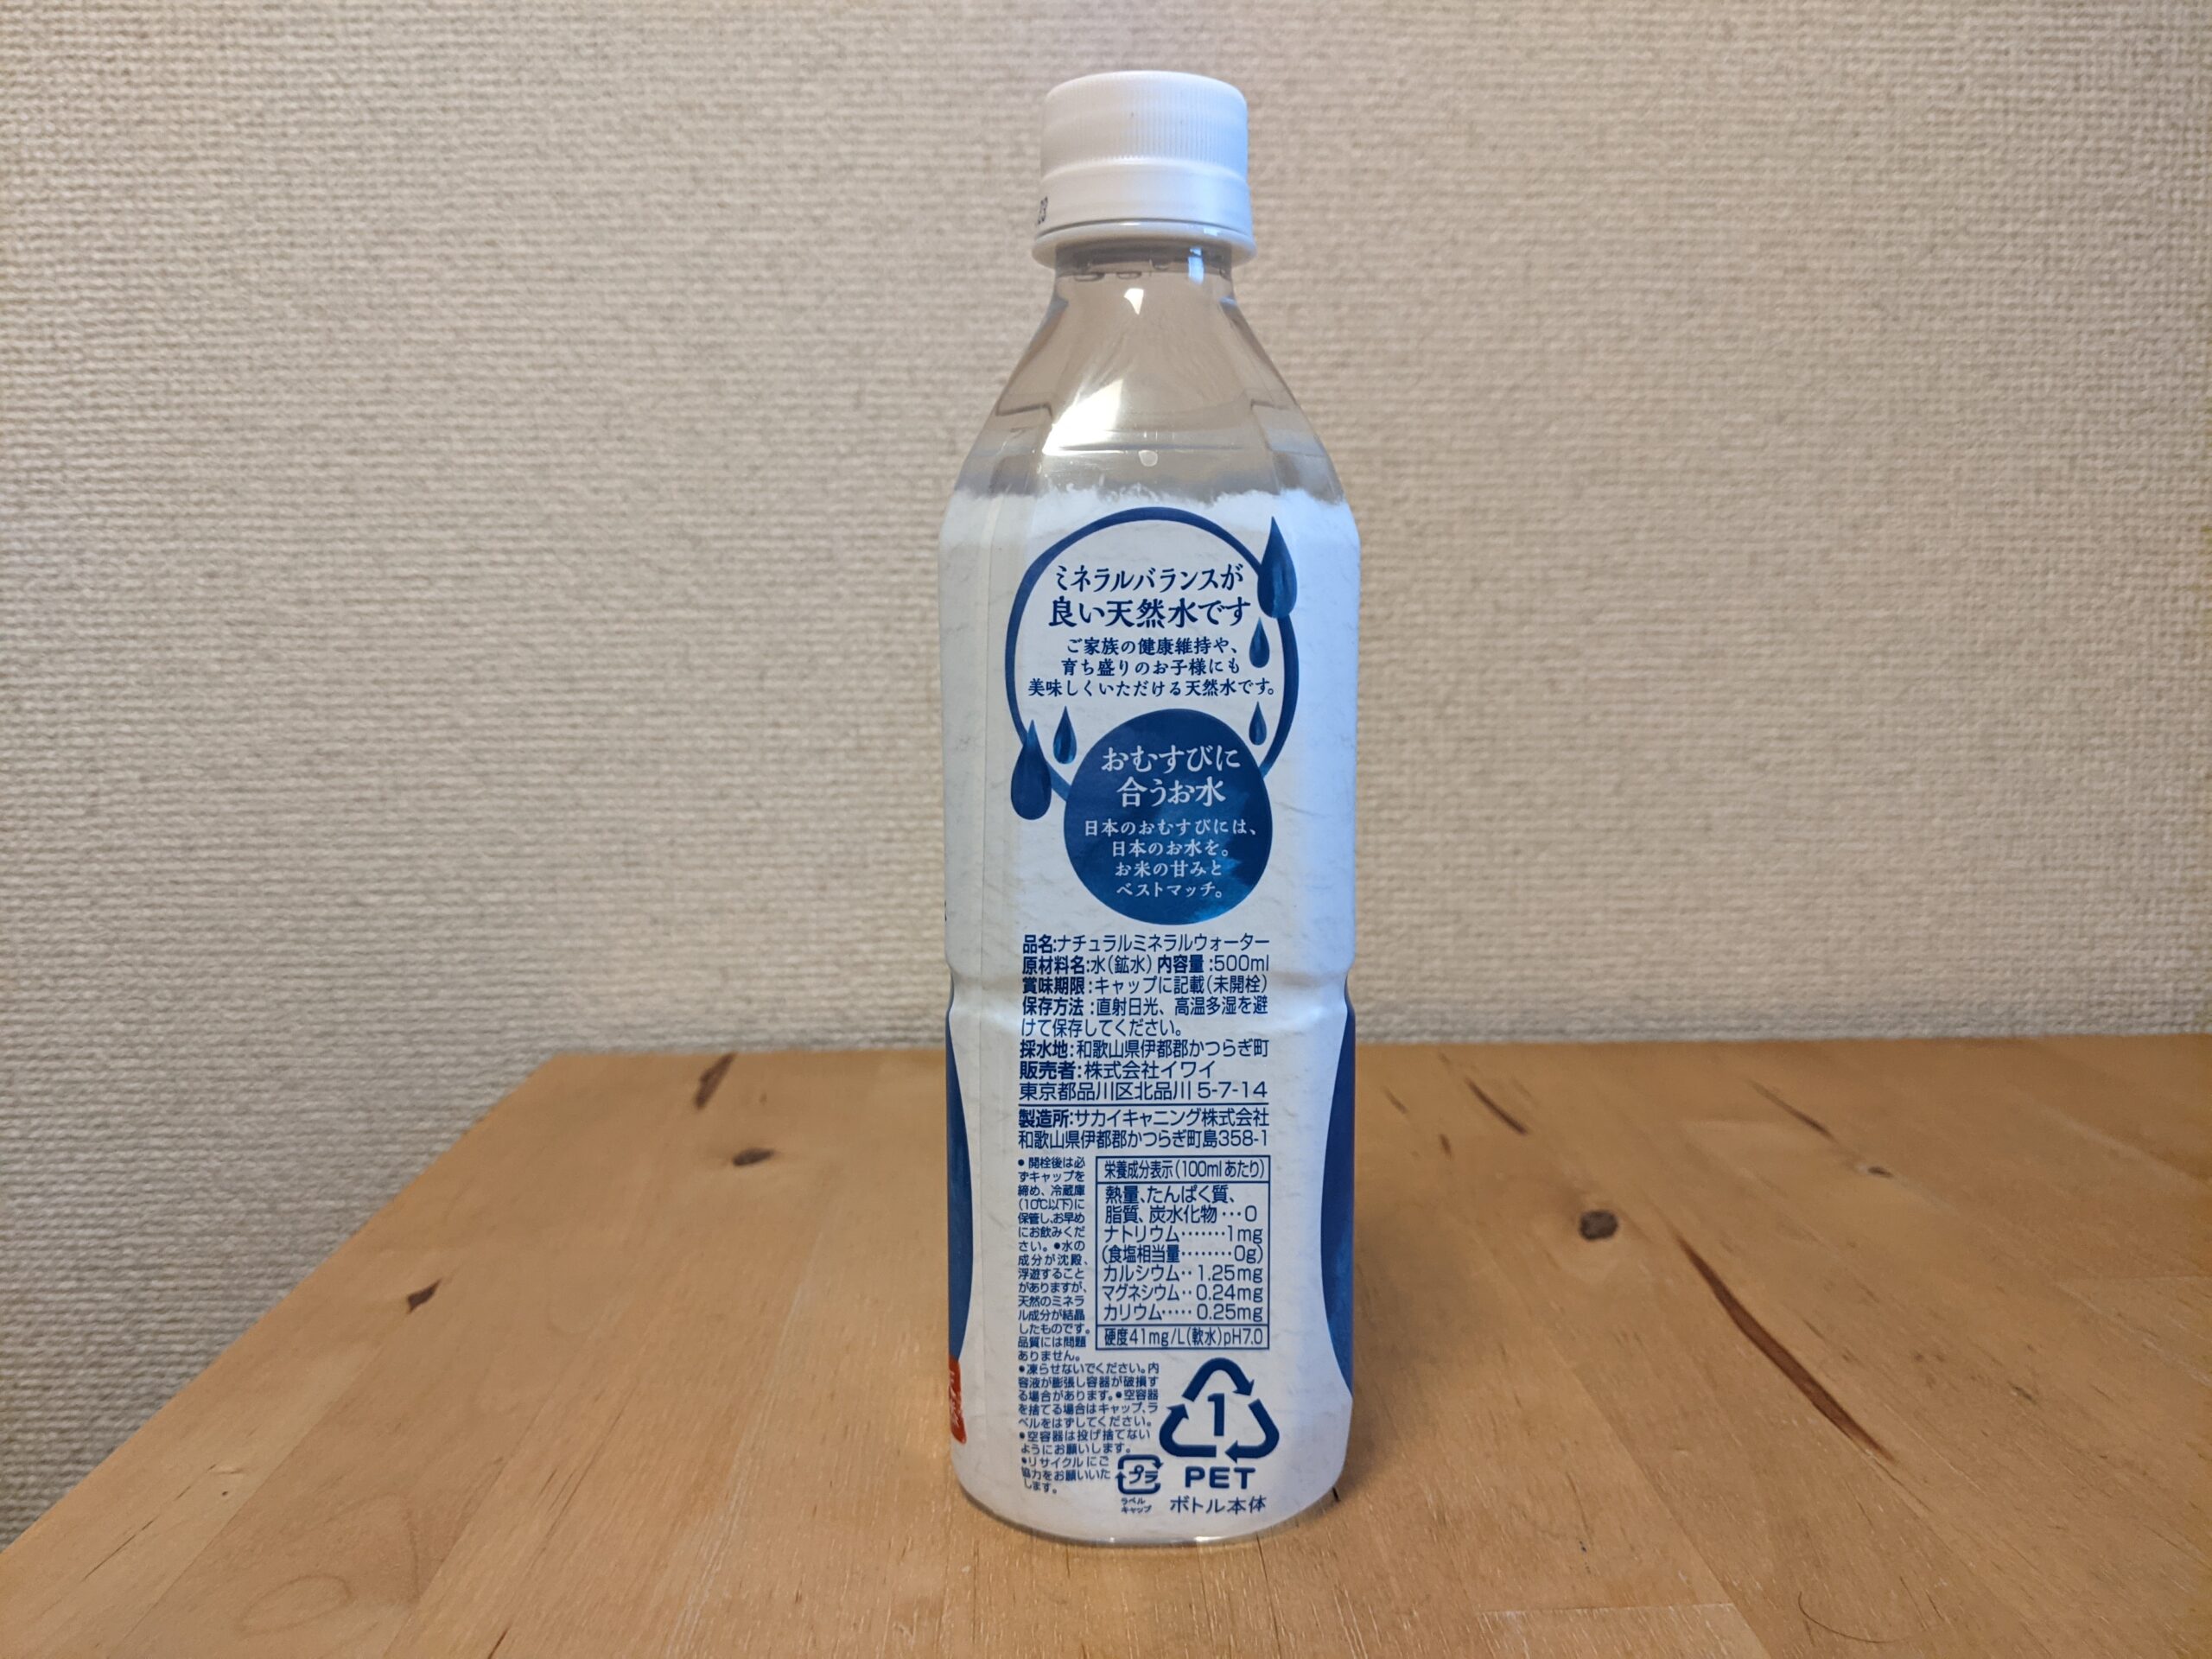 ミネラルバランスが
良い天然水です
ご家族の健康維持や、
育ち盛りのお子様にも
美味しくいただける天然水です。
おむすびに
合うお水
日本のおむすびには、
日本のお水を。
お米の甘みと
ベストマッチ。
品名:ナチュラルミネラルウォーター
原材料名:水(鉱水) 内容量:500ml
賞味期限:キャップに記載(未開栓)
保存方法:直射日光、高温多湿を避
けて保存してください。
採水地:和歌山県伊都郡かつらぎ町
販売者:株式会社イワイ
東京都品川区北品川5-7-14
製造所:サカイキャニング株式会社
和歌山県伊都郡かつらぎ町島358-1
●開栓後は必
ずキャップを
締め、冷蔵庫
(10℃以下)に
保管し、お早め
にお飲みくだ
さい。●水の
成分が沈殿、
浮遊すること
がありますが、
天然のミネラ
ル成分が結晶
したものです。
品質には問題
ありません。
●凍らせないでください。内
容液が膨張し容器が破損す
る場合があります。●空容器
を捨てる場合はキャップ、ラ
ベルをはずしてください。
●空容器は投げ捨てない
ようにお願いします。
●リサイクルにご
協力をお願いいた
します。
栄養成分表示(100mlあたり)
熱量、たんぱく質、
脂質、炭水化物…0
ナトリウム……1mg
(食塩相当量……0g)
カルシウム‥1.25mg
マグネシウム‥0.24mg
カリウム……0.25mg
硬度41mg/L(軟水)pH7.0
1
PET
ボトル本体
プラ
ラベル
キャップ